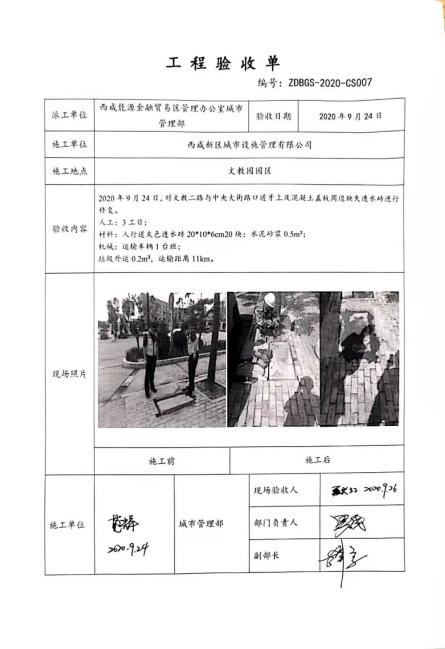 工程验收单
编号：ZDBGS-2020-CS007
派工单位
西咸能源金融贸易区管理办公室城市
管理部
验收日期
2020年9月24日
施工单位
西咸新区城市设施管理有限公司
施工地点
文教园园区
验收内容
2020年9月24日，对文教二路与中央大街路口道牙上及混凝土盖板周边缺失透水砖进行
修复。
人工：3工日；
材料：人行道灰色透水砖20*10*6cm20块；水泥砂浆0.5m³；
机械：运输车辆1台班；
垃圾外运0.2m³，运输距离11km。
现场照片
施工前
施工后
施工单位
2020.9.24
城市管理部
现场验收人
2020.9.26
部门负责人
副部长